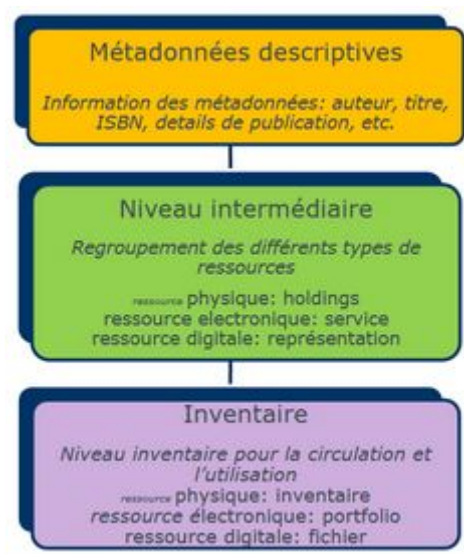 Métadonnées descriptives
Information des métadonnées: auteur, titre,
ISBN, details de publication, etc.
Niveau intermédiaire
Regroupement des différents types de
ressources
ressource physique: holdings
ressource electronique: service
ressource digitale: représentation
Inventaire
Niveau inventaire pour la circulation et
l'utilisation
ressource physique: inventaire
ressource électronique: portfolio
ressource digitale: fichier